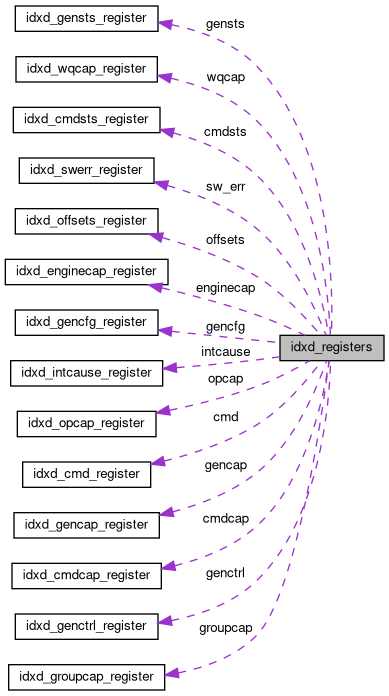 idxd_gensts_register
gensts
idxd_wqcap_register
wqcap
idxd_cmdsts_register
cmdsts
idxd_swerr_register
sw_err
idxd_offsets_register
offsets
idxd_enginecap_register
enginecap
idxd_gencfg_register
gencfg
idxd_registers
intcause
idxd_intcause_register
opcap
idxd_opcap_register
cmd
idxd_cmd_register
gencap
idxd_gencap_register
cmdcap
idxd_cmdcap_register
genctrl
idxd_genctrl_register
groupcap
idxd_groupcap_register